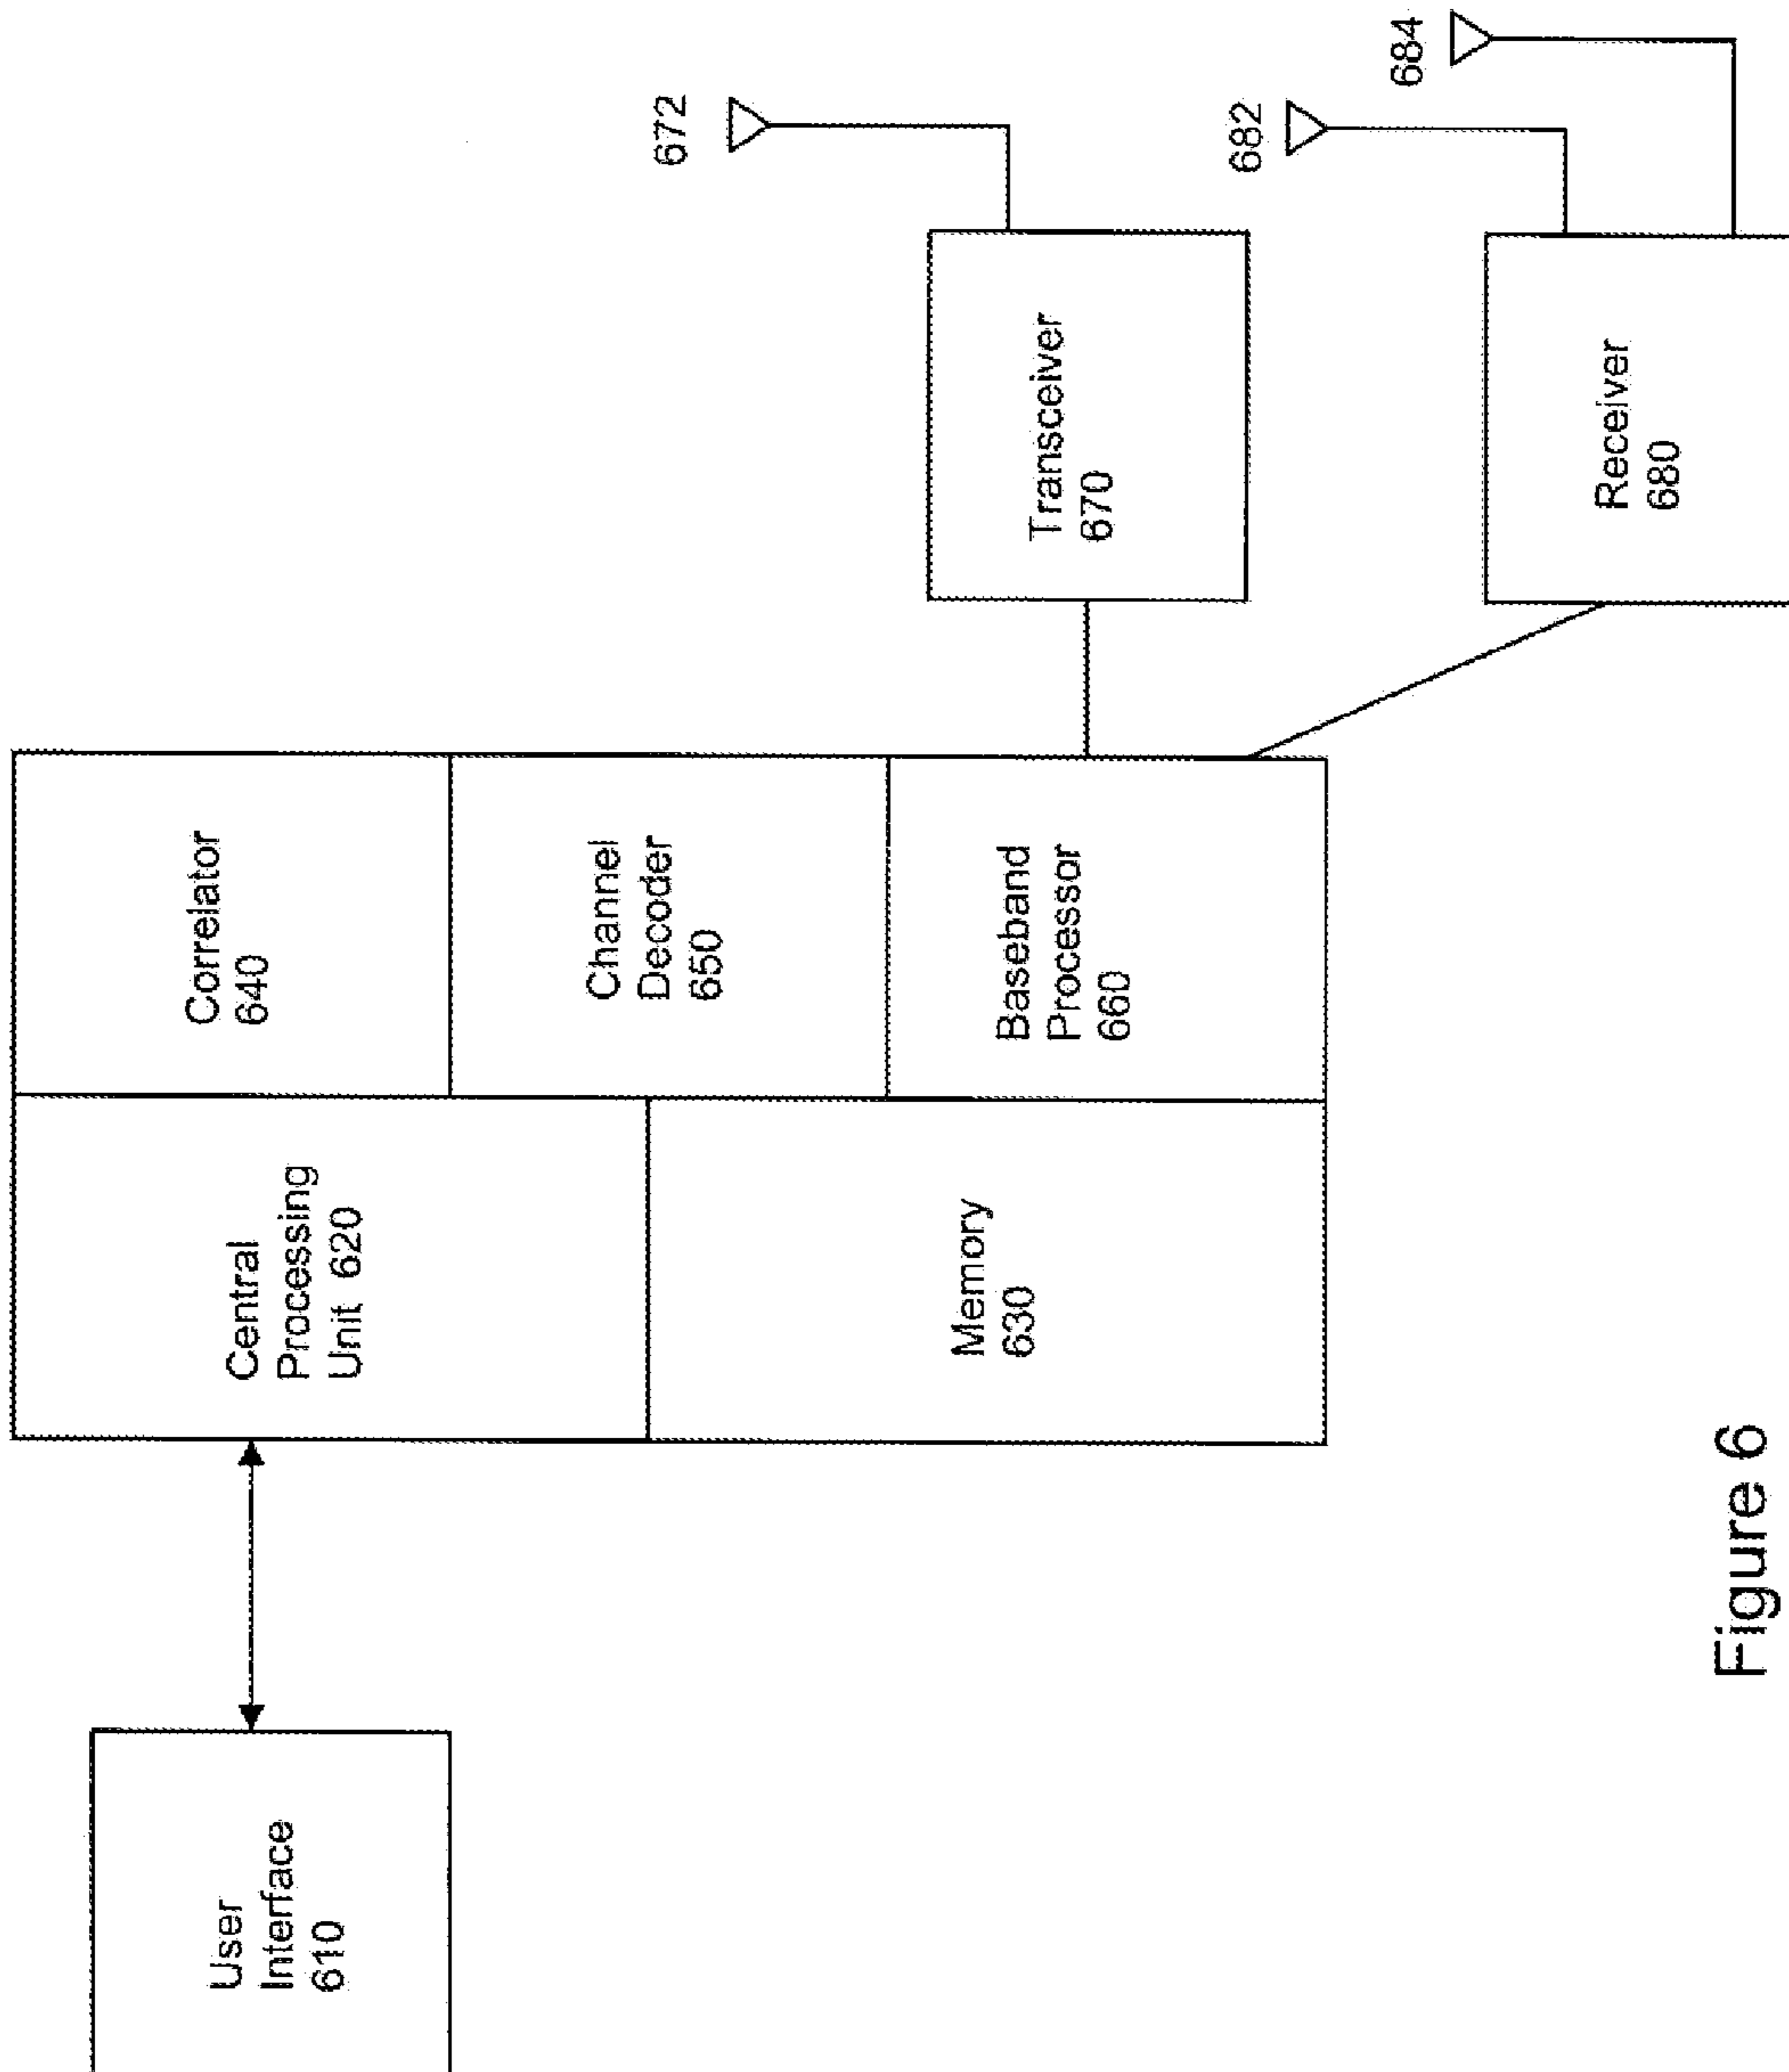 User
Interface
610
Central
Processing
Unit 620
Memory
630
Correlator
640
Channel
Decoder
650
Baseband
Processor
660
Transceiver
670
672
Receiver
680
682
684
Figure 6